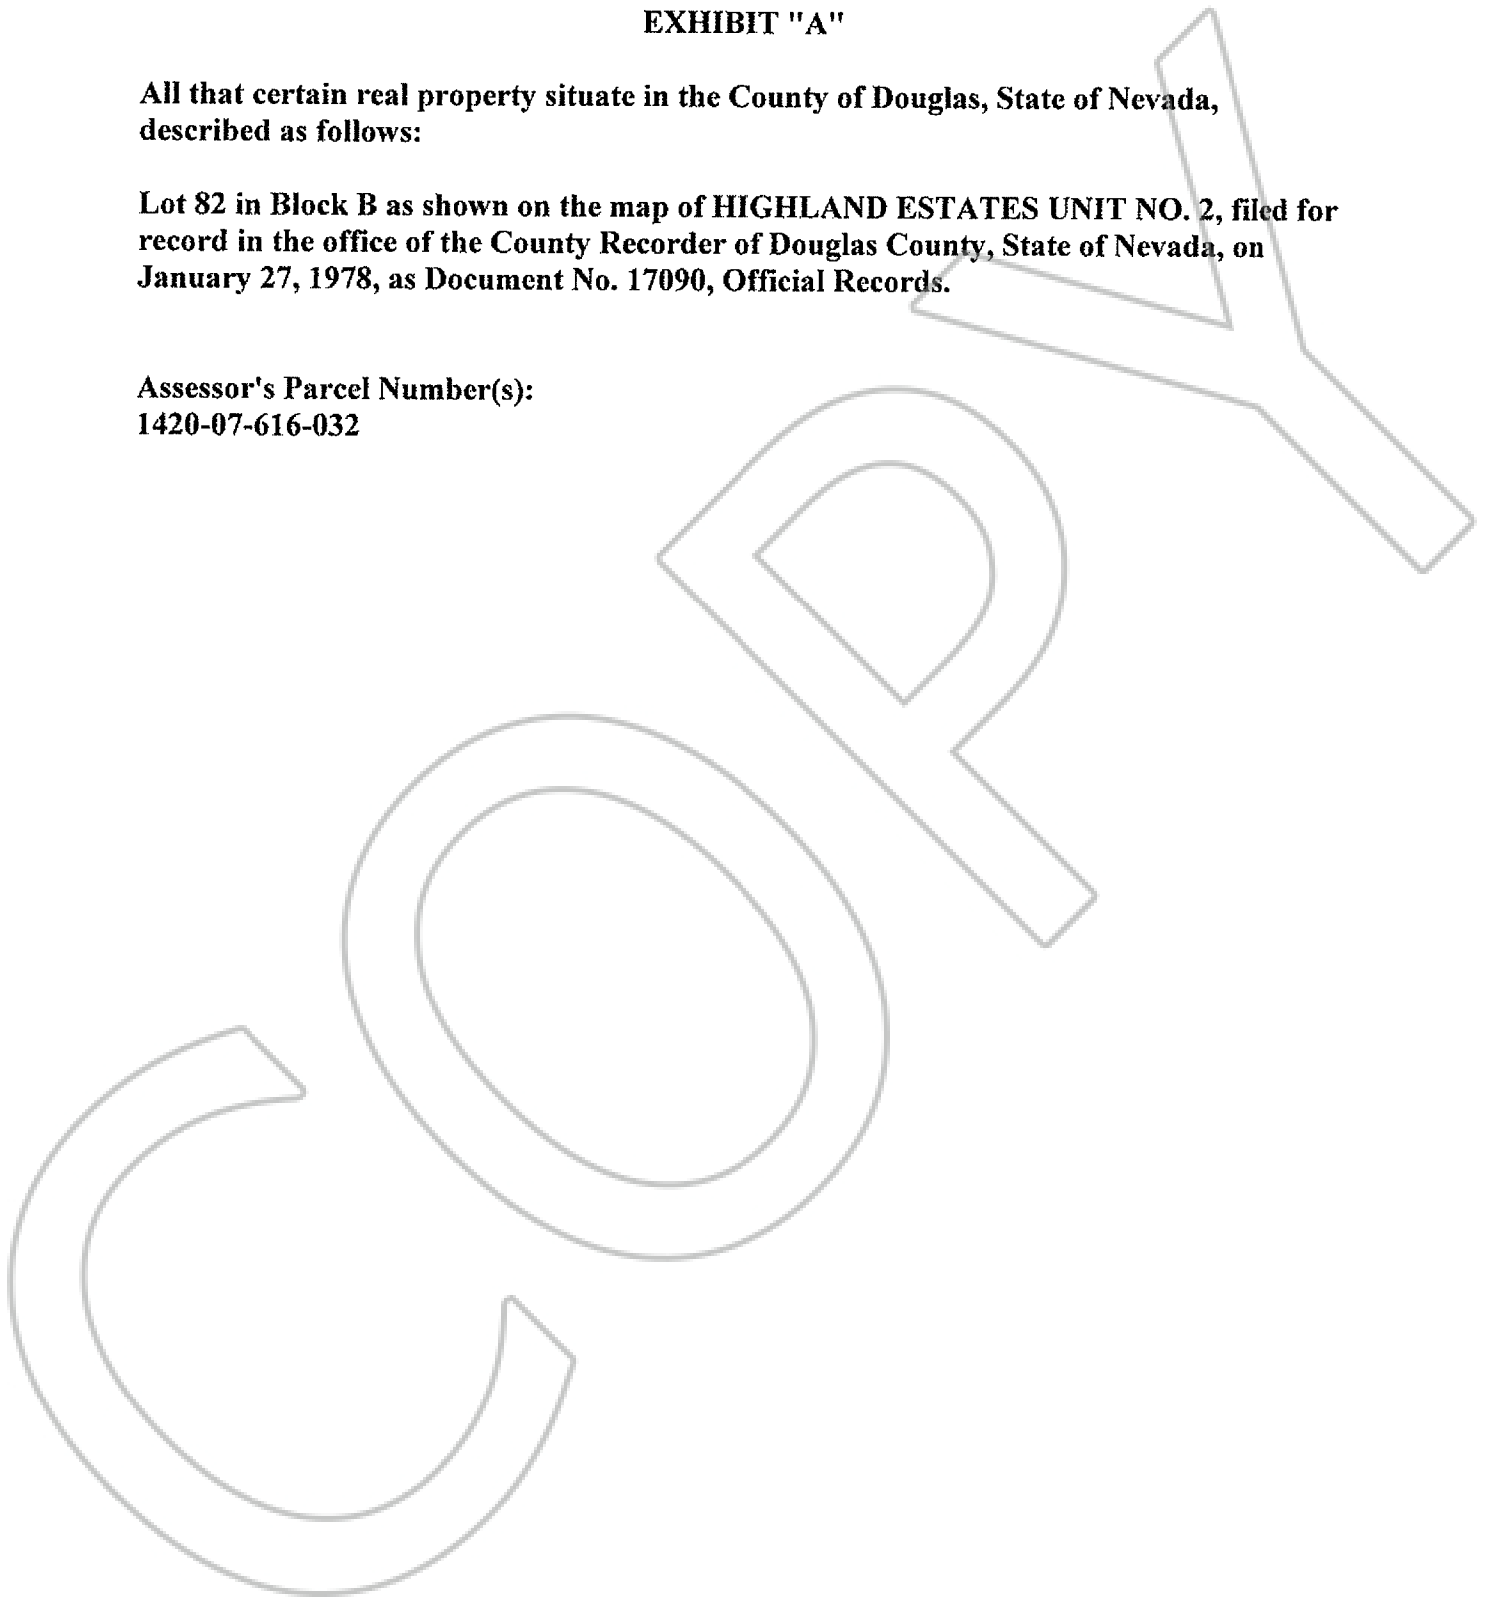 EXHIBIT "A"
All that certain real property situate in the County of Douglas, State of Nevada,
described as follows:
Lot 82 in Block B as shown on the map of HIGHLAND ESTATES UNIT NO. 2, filed for
record in the office of the County Recorder of Douglas County, State of Nevada, on
January 27, 1978, as Document No. 17090, Official Records.
Assessor's Parcel Number(s):
1420-07-616-032
COPY